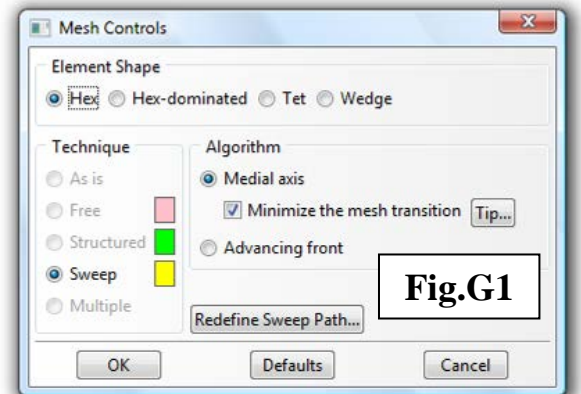 Mesh Controls
Element Shape
Hex Hex-dominated Tet Wedge
Technique
As is
Free
Structured
Sweep
Multiple
Algorithm
Medial axis
Minimize the mesh transition Tip...
Advancing front
Redefine Sweep Path...
Fig.G1
OK Defaults Cancel